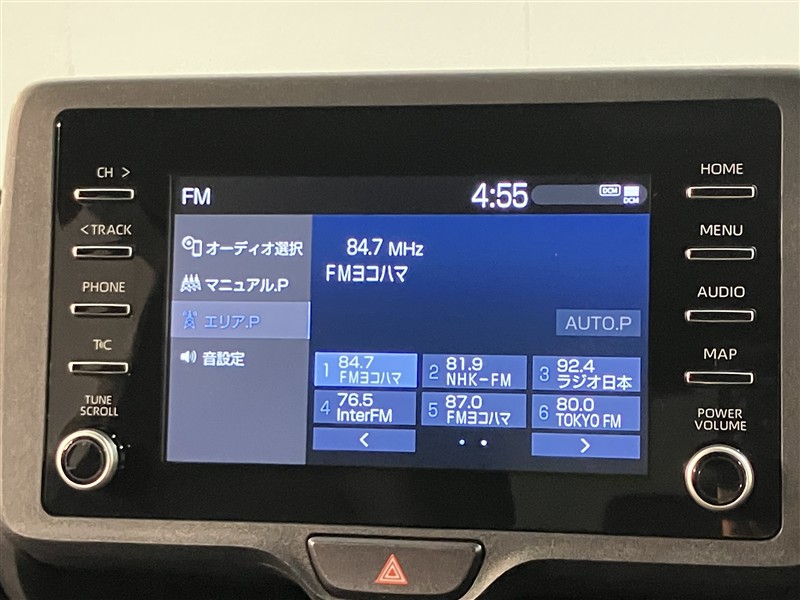 CH >
< TRACK
PHONE
T C
TUNE
SCROLL
FM
4:55
DCM
DCM
オーディオ選択
マニュアル.P
エリア.P
音設定
84.7 MHz
FMヨコハマ
AUTO.P
1 84.7 FMヨコハマ
2 81.9 NHK-FM
3 92.4 ラジオ日本
4 76.5 InterFM
5 87.0 FMヨコハマ
6 80.0 TOKYO FM
<
>
HOME
MENU
AUDIO
MAP
POWER
VOLUME